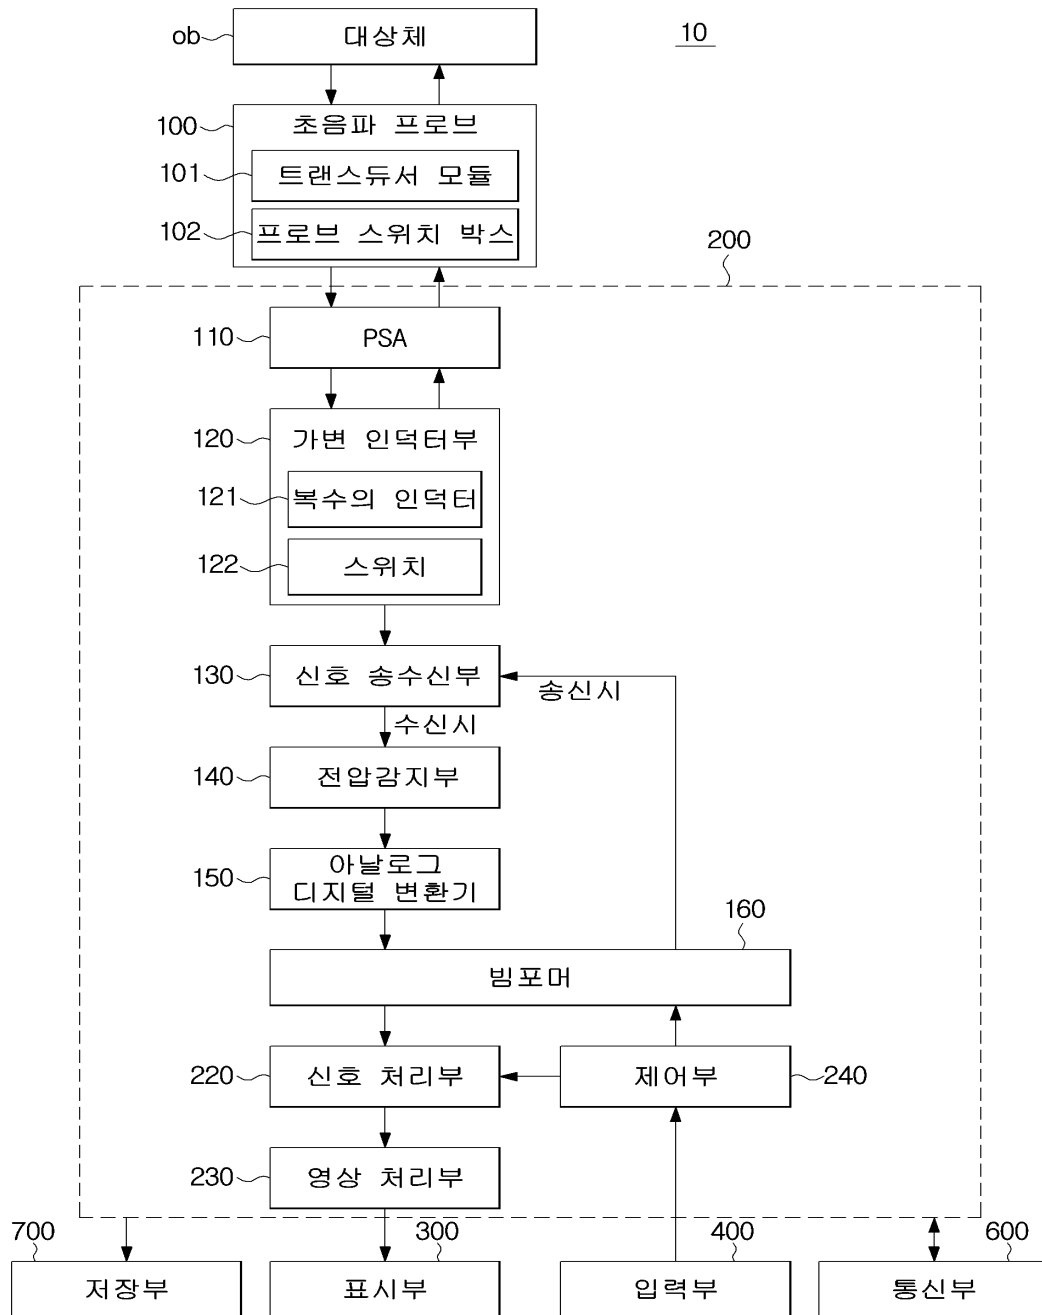 ob
대상체
10
100
초음파 프로브
101
트랜스듀서 모듈
102
프로브 스위치 박스
200
110
PSA
120
가변 인덕터부
121
복수의 인덕터
122
스위치
130
신호 송수신부
송신시
수신시
140
전압감지부
150
아날로그
디지털 변환기
160
빔포머
220
신호 처리부
제어부
240
230
영상 처리부
700
300
400
600
저장부
표시부
입력부
통신부